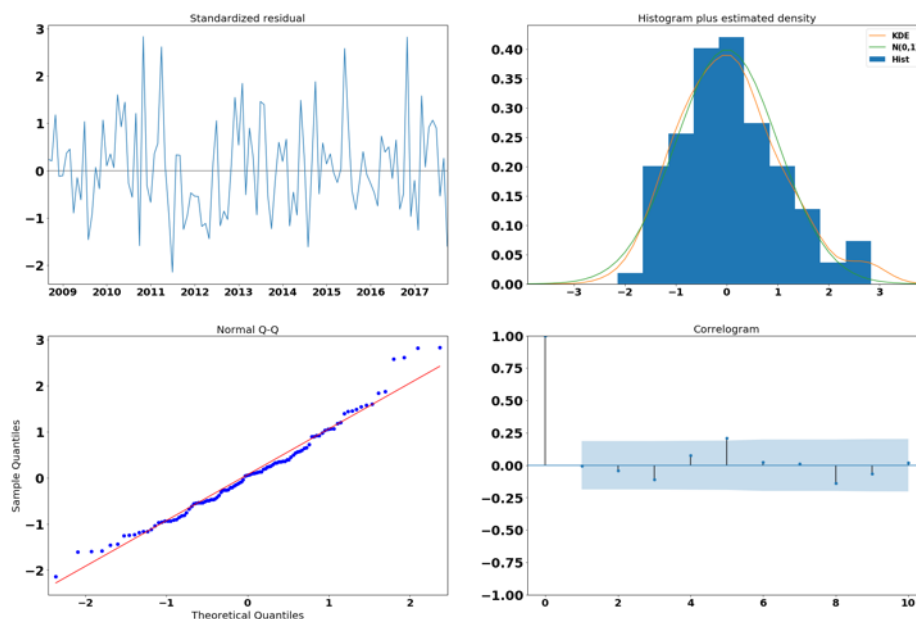 Standardized residual
3
2
1
0
−1
−2
2009 2010 2011 2012 2013 2014 2015 2016 2017
Histogram plus estimated density
KDE
N(0,1
Hist
0.40
0.35
0.30
0.25
0.20
0.15
0.10
0.05
0.00
−3 −2 −1 0 1 2 3
Normal Q-Q
Sample Quantiles
3
2
1
0
−1
−2
−2 −1 0 1 2
Theoretical Quantiles
Correlogram
1.00
0.75
0.50
0.25
0.00
−0.25
−0.50
−0.75
−1.00
0 2 4 6 8 10